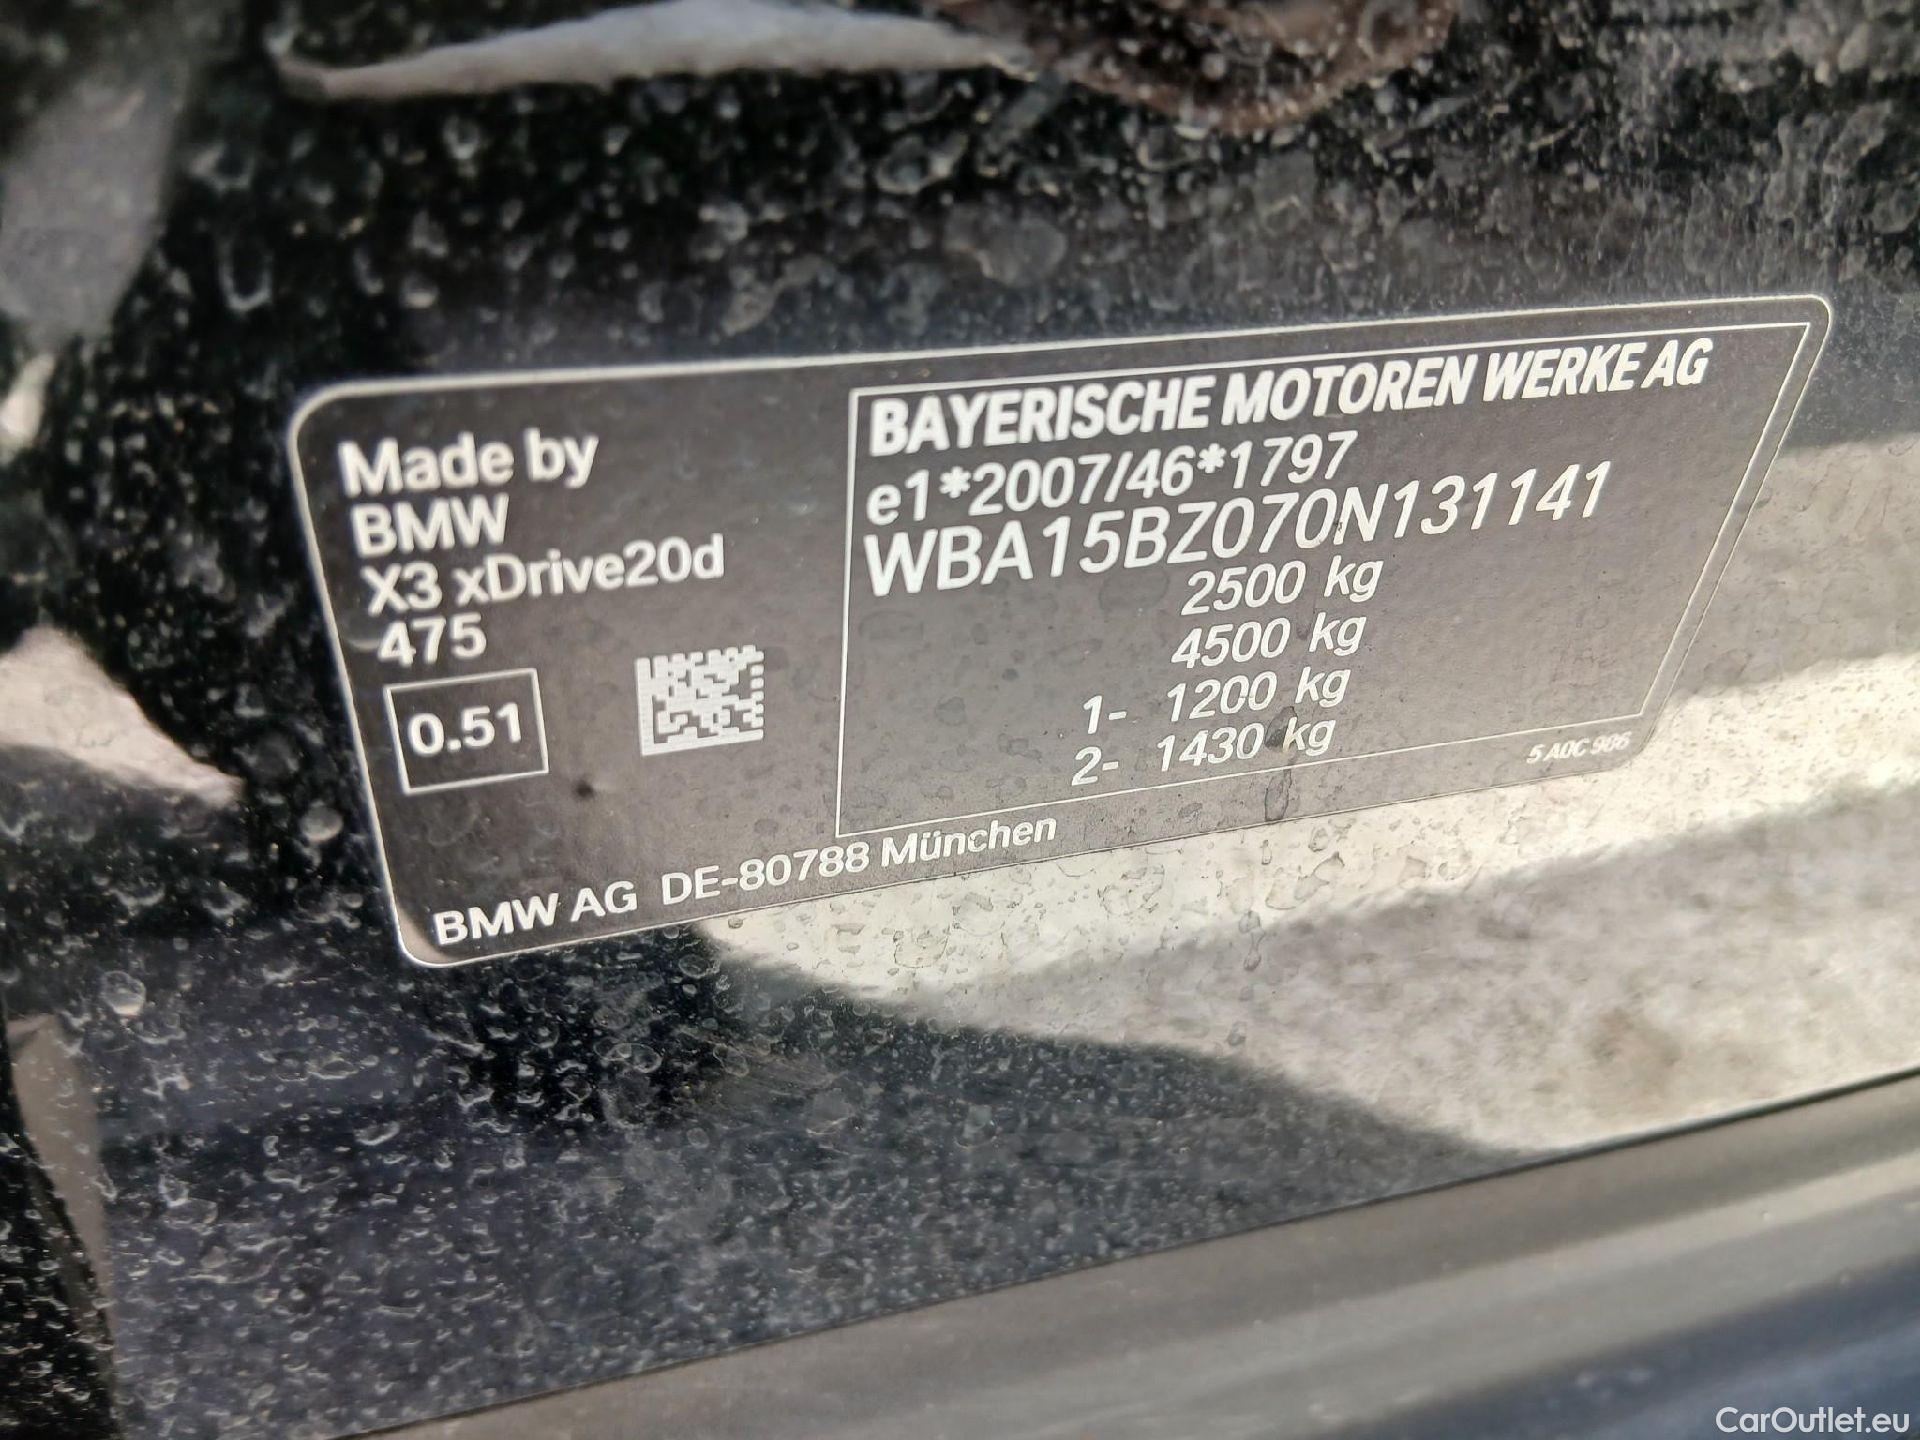 Made by
BMW
X3 xDrive20d
475
0.51
BAYERISCHE MOTOREN WERKE AG
e1*2007/46*1797
WBA15BZ070N131141
2500 kg
4500 kg
1- 1200 kg
2- 1430 kg
5 A0C 906
BMW AG DE-80788 München
CarOutlet.eu